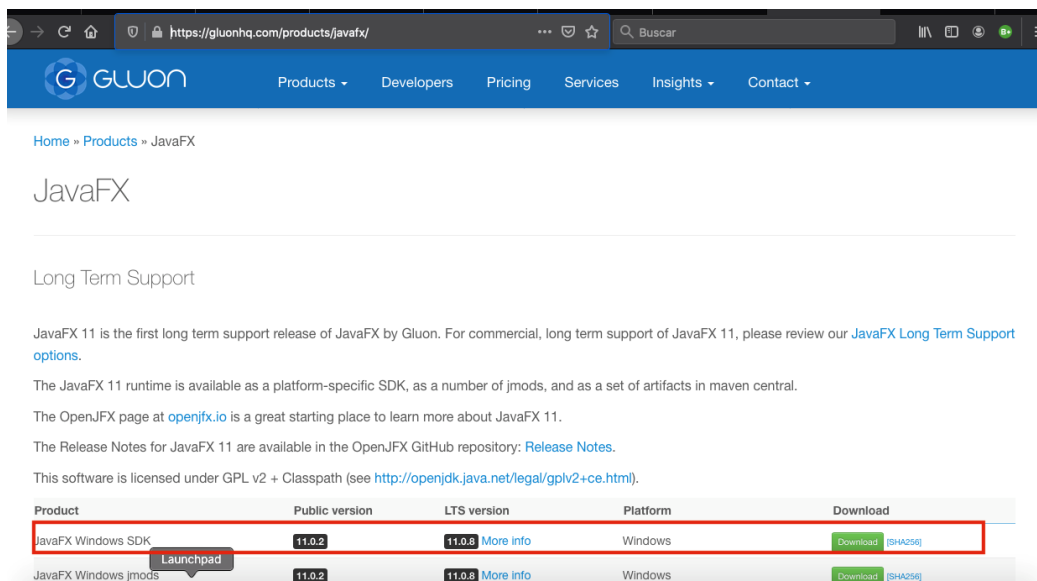 https://gluonhq.com/products/javafx/
Buscar
GLUON
Products
Developers
Pricing
Services
Insights
Contact
Home » Products » JavaFX
JavaFX
Long Term Support
JavaFX 11 is the first long term support release of JavaFX by Gluon. For commercial, long term support of JavaFX 11, please review our JavaFX Long Term Support
options.
The JavaFX 11 runtime is available as a platform-specific SDK, as a number of jmods, and as a set of artifacts in maven central.
The OpenJFX page at openjfx.io is a great starting place to learn more about JavaFX 11.
The Release Notes for JavaFX 11 are available in the OpenJFX GitHub repository: Release Notes.
This software is licensed under GPL v2 + Classpath (see http://openjdk.java.net/legal/gplv2+ce.html).
Product Public version LTS version Platform Download
JavaFX Windows SDK 11.0.2 11.0.8 More info Windows Download [SHA256]
Launchpad
JavaFX Windows jmods 11.0.2 11.0.8 More info Windows Download [SHA256]